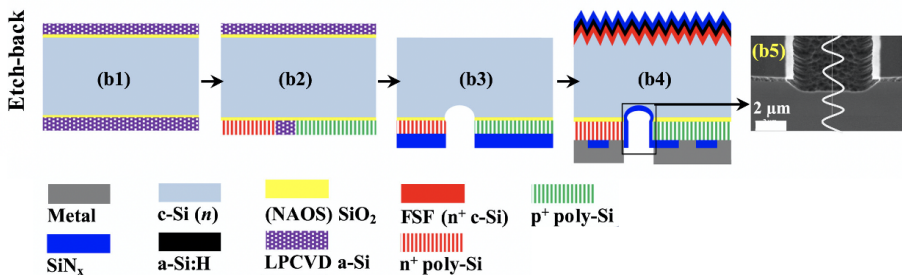 Etch-back
(b1)
(b2)
(b3)
(b4)
(b5)
2 μm
Metal
c-Si (n)
(NAOS) SiO₂
FSF (n⁺ c-Si)
p⁺ poly-Si
SiNₓ
a-Si:H
LPCVD a-Si
n⁺ poly-Si